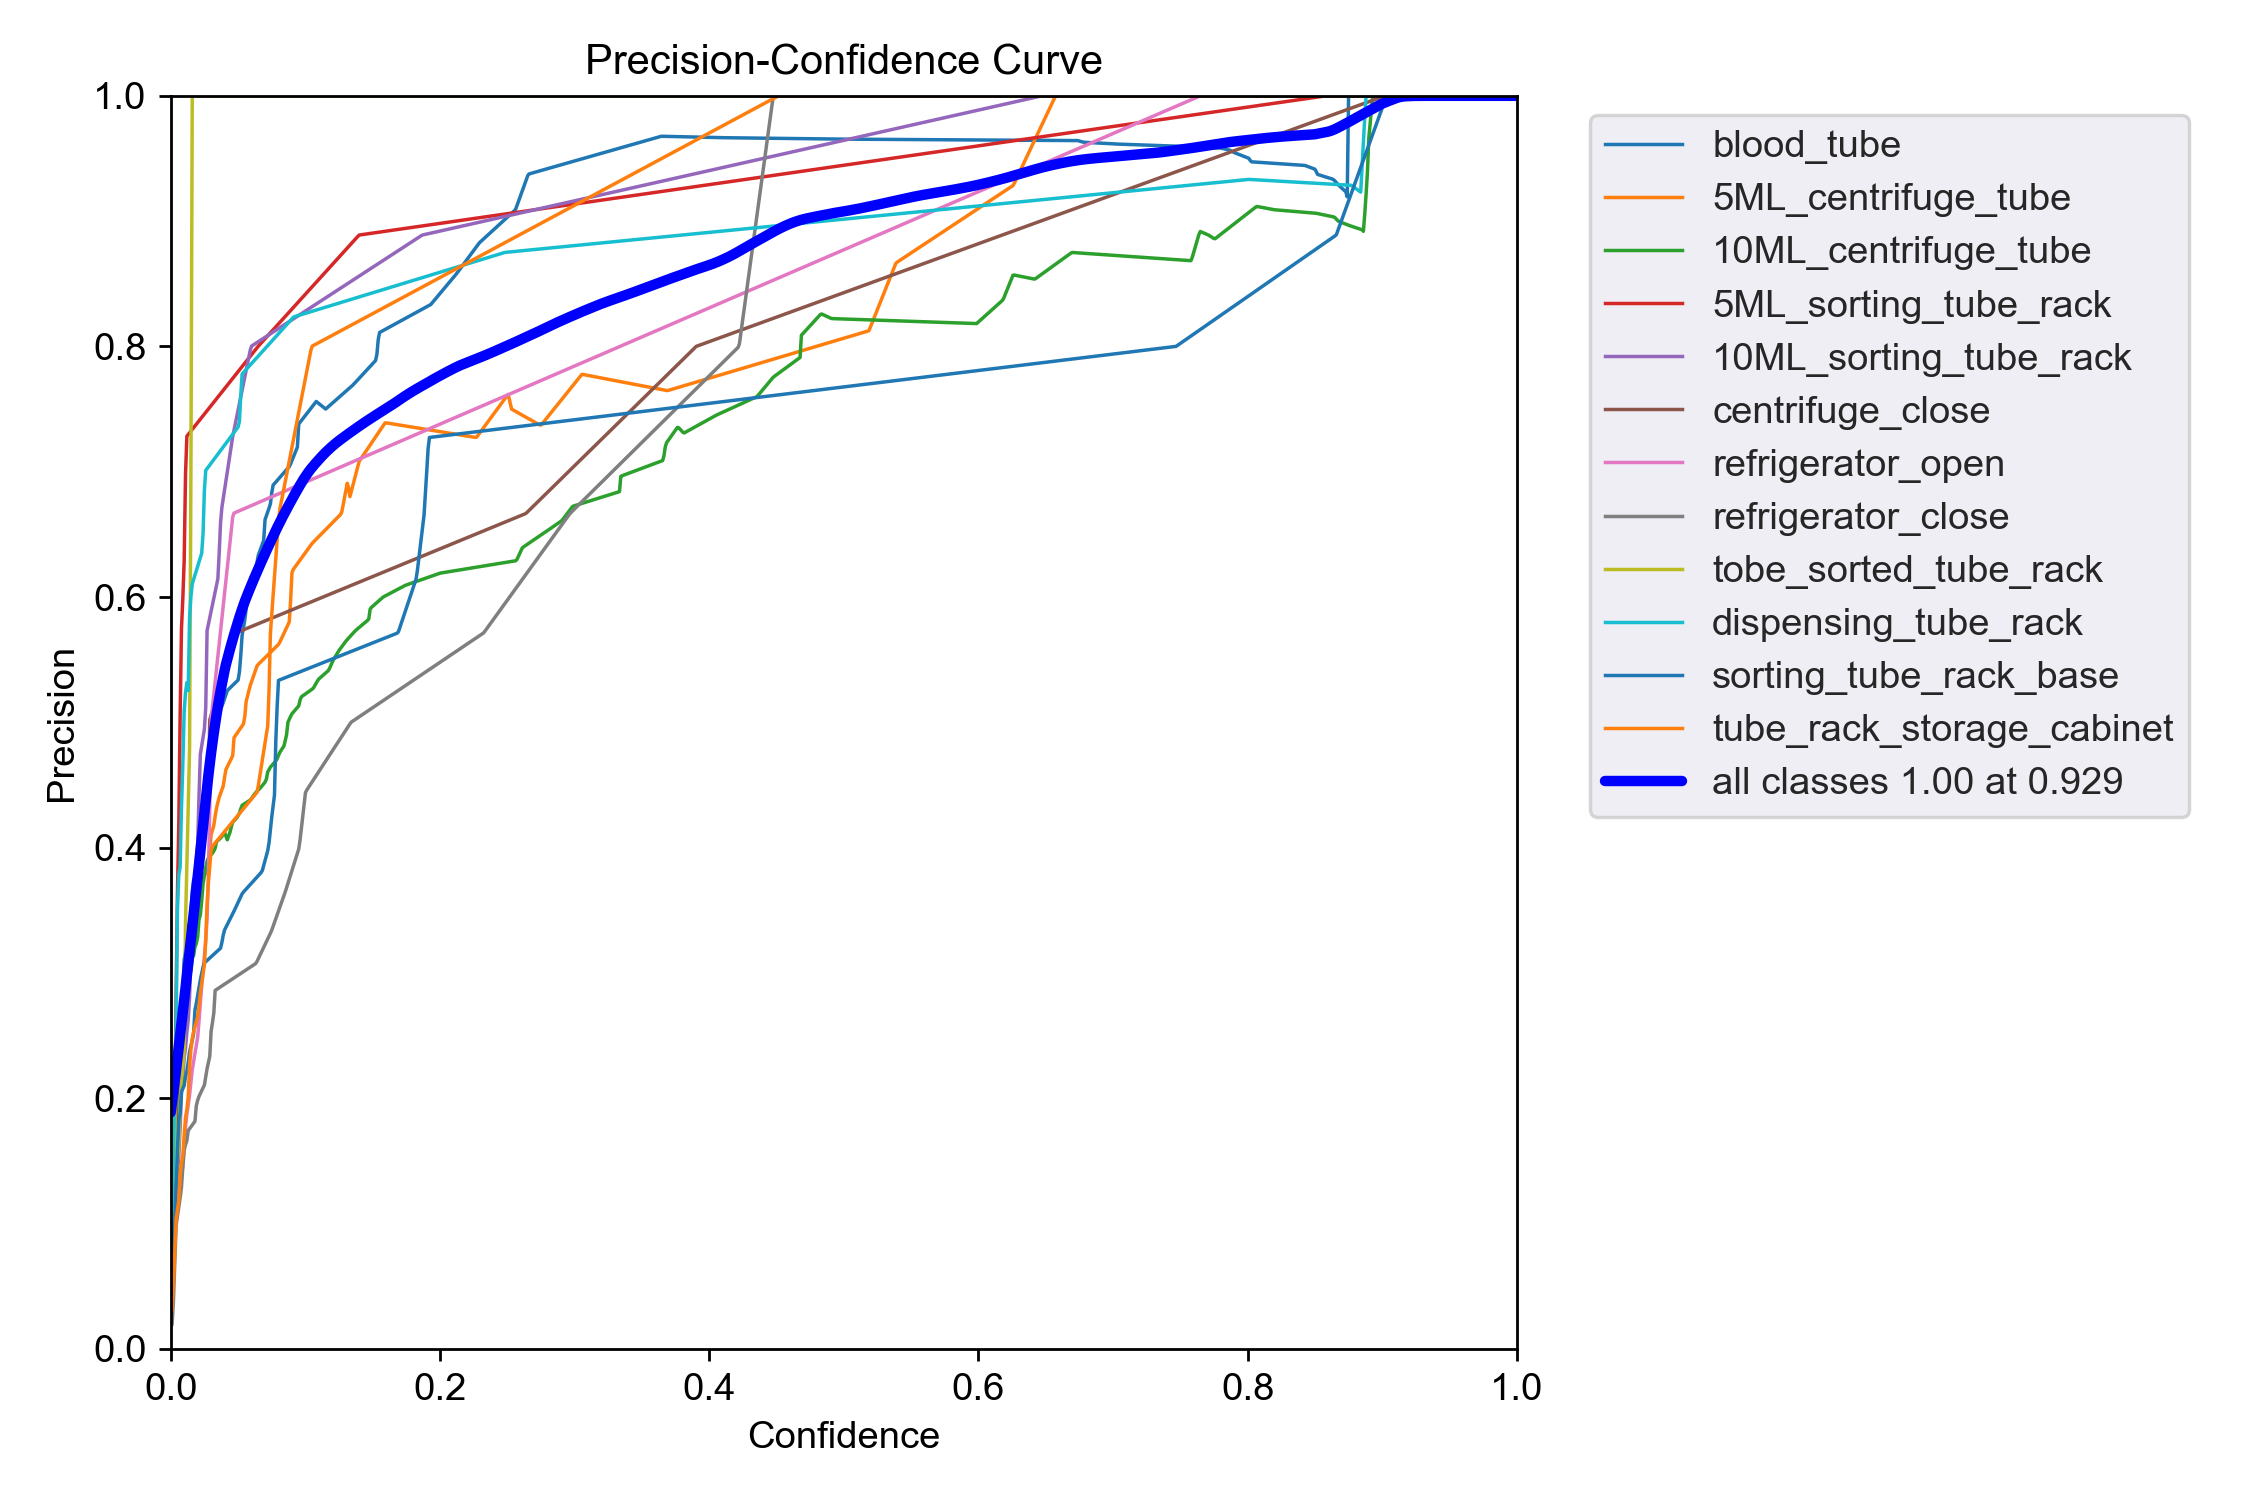 Precision-Confidence Curve
1.0
0.8
0.6
0.4
0.2
0.0
Precision
0.0 0.2 0.4 0.6 0.8 1.0
Confidence
blood_tube
5ML_centrifuge_tube
10ML_centrifuge_tube
5ML_sorting_tube_rack
10ML_sorting_tube_rack
centrifuge_close
refrigerator_open
refrigerator_close
tobe_sorted_tube_rack
dispensing_tube_rack
sorting_tube_rack_base
tube_rack_storage_cabinet
all classes 1.00 at 0.929